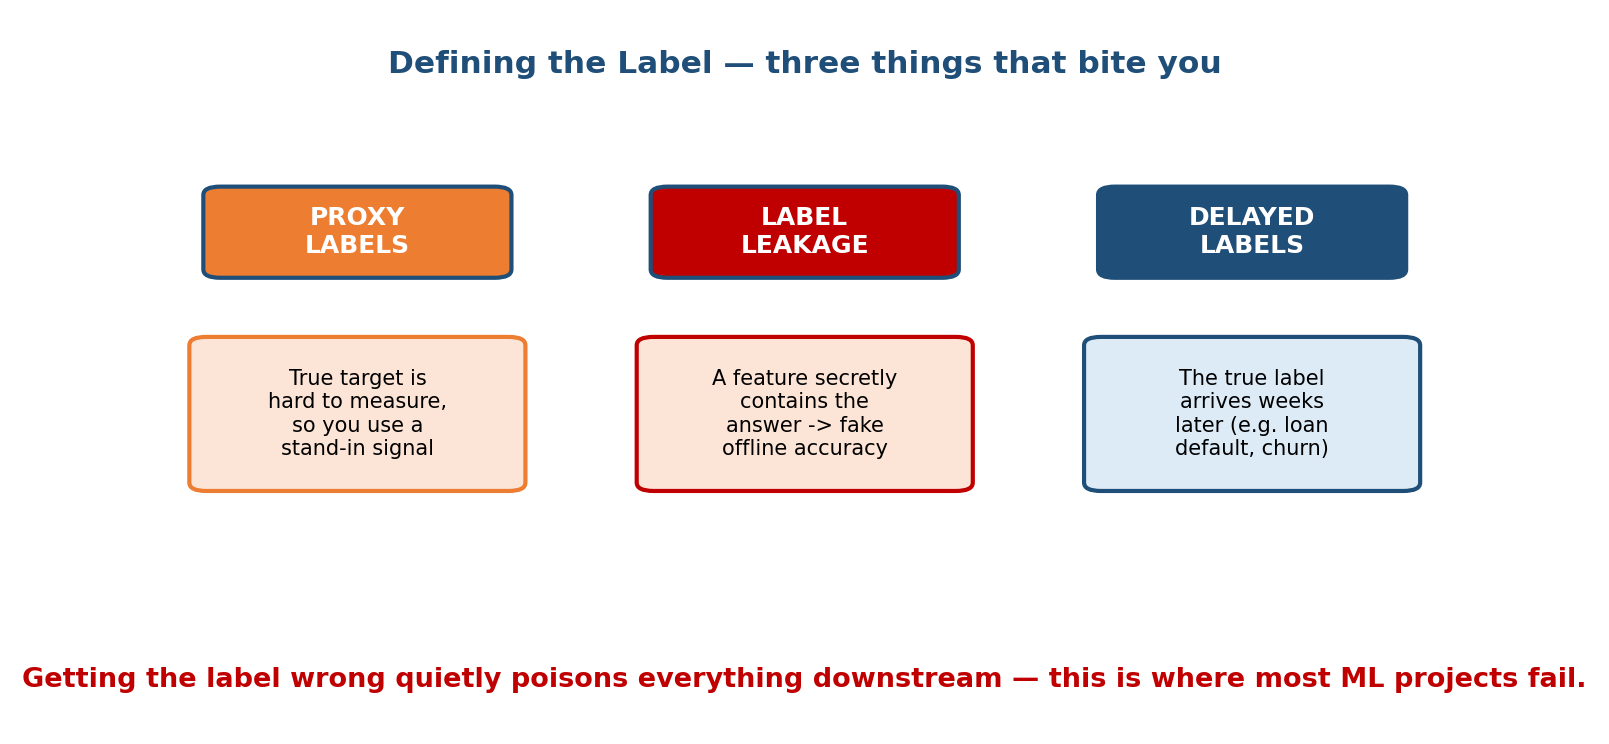 Defining the Label — three things that bite you
PROXY
LABELS
LABEL
LEAKAGE
DELAYED
LABELS
True target is
hard to measure,
so you use a
stand-in signal
A feature secretly
contains the
answer -> fake
offline accuracy
The true label
arrives weeks
later (e.g. loan
default, churn)
Getting the label wrong quietly poisons everything downstream — this is where most ML projects fail.